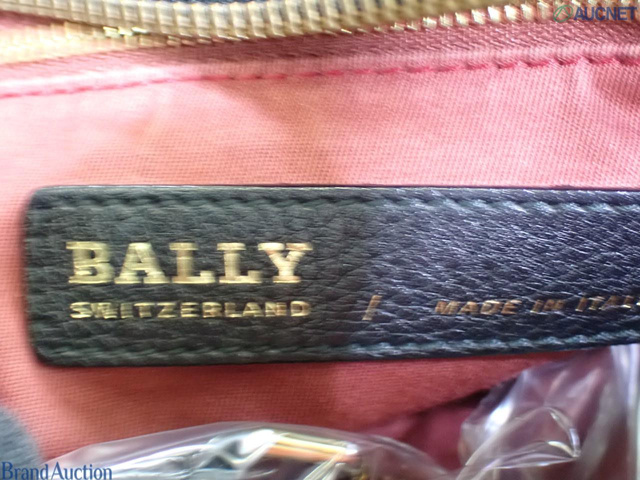 AUCNET
BALLY
SWITZERLAND / MADE IN ITAL
Brand Auction